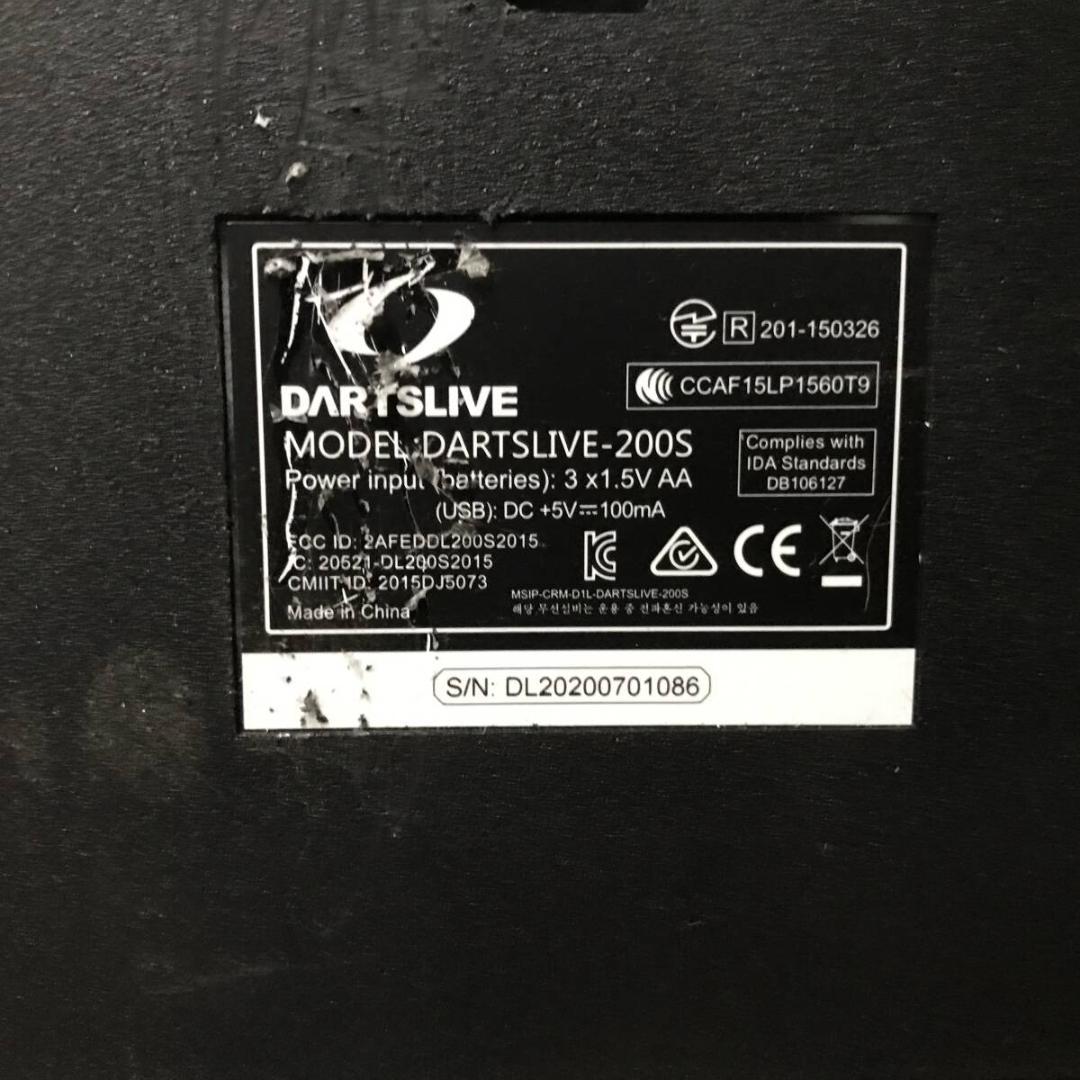 DARTSLIVE
MODEL:DARTSLIVE-200S
Power input (batteries): 3 x1.5V AA
(USB): DC +5V⎓100mA
FCC ID: 2AFEDDL200S2015
IC: 20521-DL200S2015
CMIIT ID: 2015DJ5073
Made in China
R 201-150326
CCAF15LP1560T9
Complies with
IDA Standards
DB106127
CE
MSIP-CRM-D1L-DARTSLIVE-200S
해당 무선설비는 운용 중 전파혼신 가능성이 있음
S/N: DL20200701086